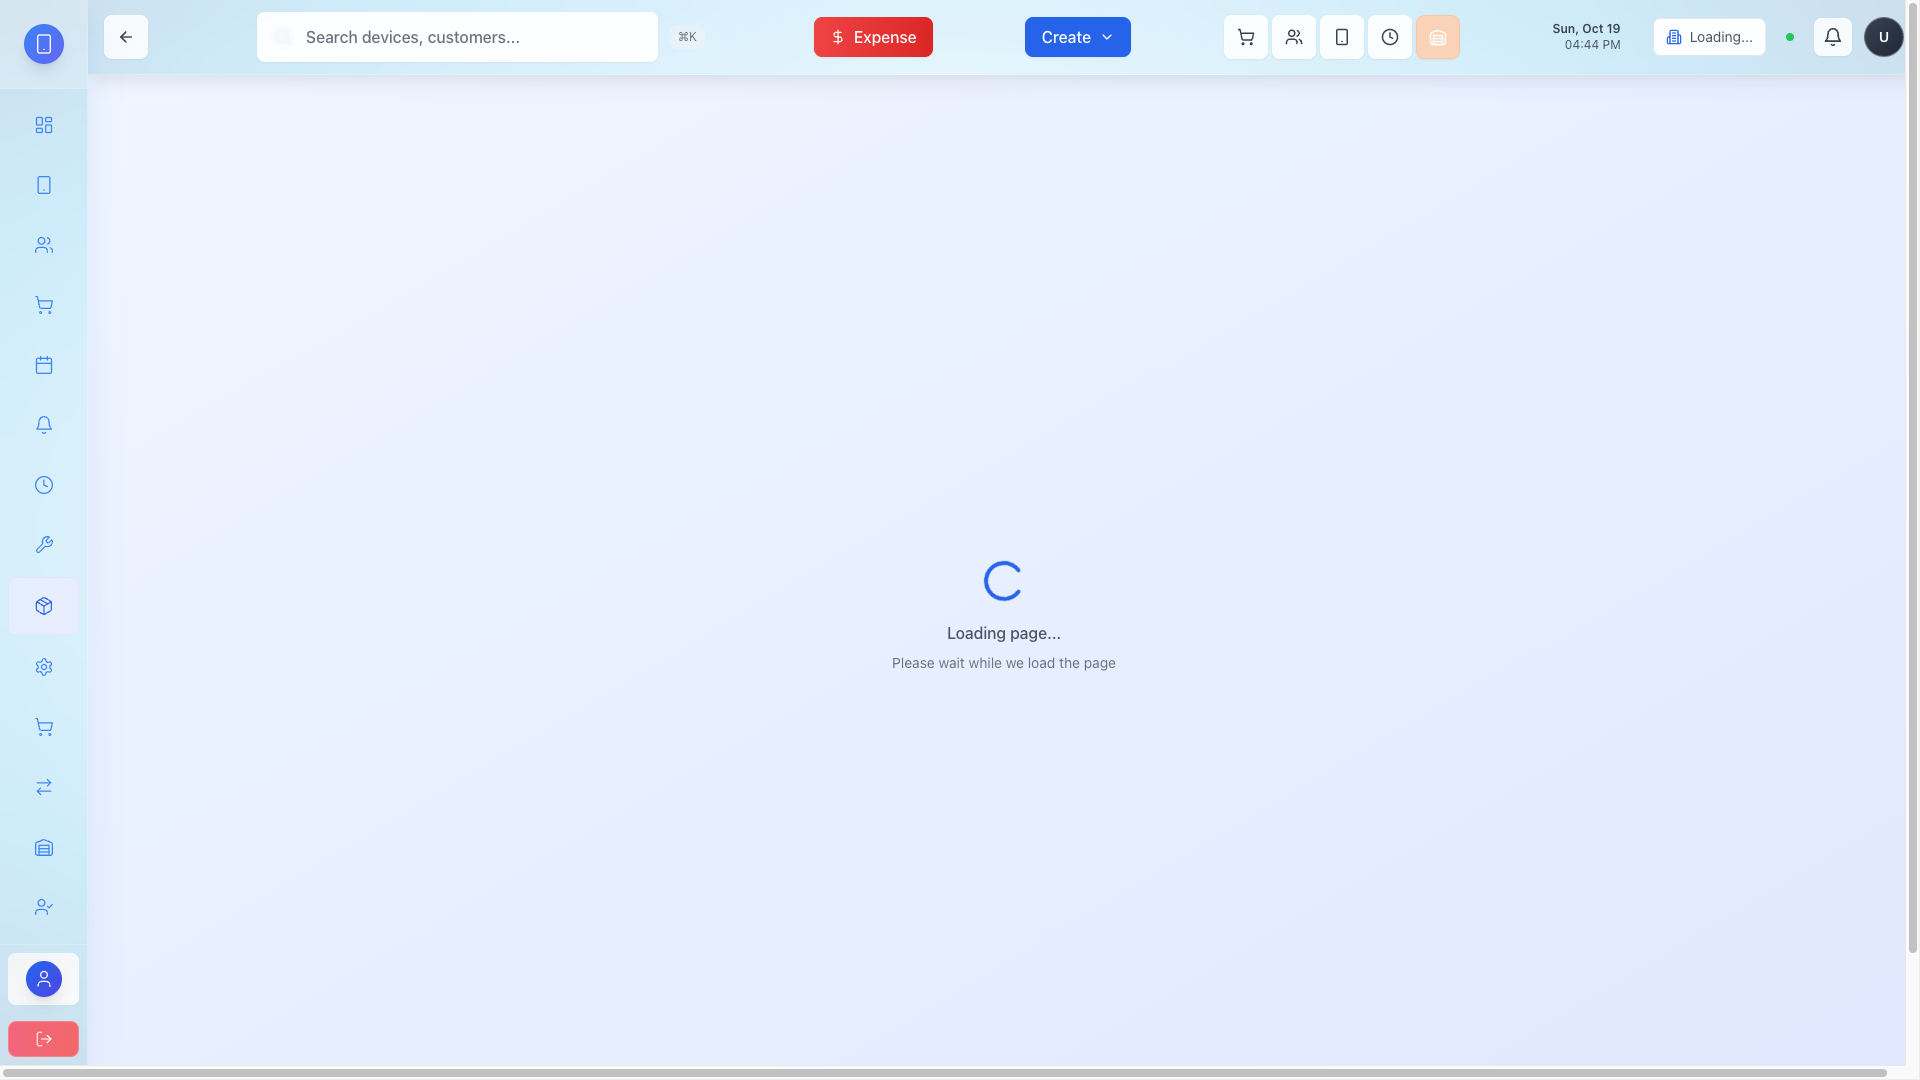 Search devices, customers...
⌘K
Expense
Create
Sun, Oct 19
04:44 PM
Loading...
U
Loading page...
Please wait while we load the page